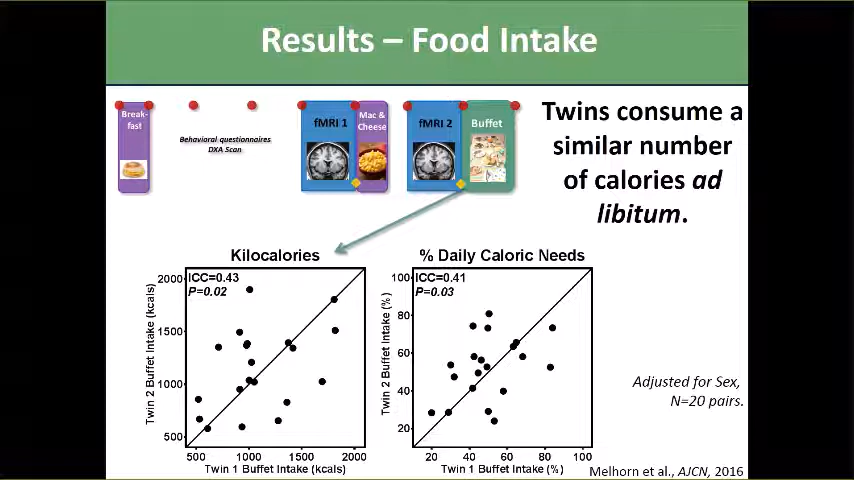 Results – Food Intake
Break-
fast
Behavioral questionnaires
DXA Scan
fMRI 1
Mac &
Cheese
fMRI 2
Buffet
Twins consume a
similar number
of calories ad
libitum.
Kilocalories
ICC=0.43
P=0.02
Twin 2 Buffet Intake (kcals)
2000
1500
1000
500
500
1000
1500
2000
Twin 1 Buffet Intake (kcals)
% Daily Caloric Needs
ICC=0.41
P=0.03
Twin 2 Buffet Intake (%)
100
80
60
40
20
20
40
60
80
100
Twin 1 Buffet Intake (%)
Adjusted for Sex,
N=20 pairs.
Melhorn et al., AJCN, 2016